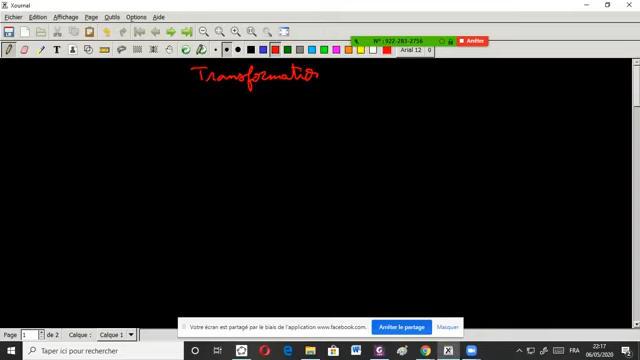 Xournal
Fichier Edition Affichage Page Outils Options Aide
N° : 922-283-2756 Arrêter
Arial 12 0
Transformation
Votre écran est partagé par le biais de l'application www.facebook.com. Arrêter le partage Masquer
Page 1 de 2 Calque : Calque 1
Taper ici pour rechercher
FRA
22:17
06/05/2020